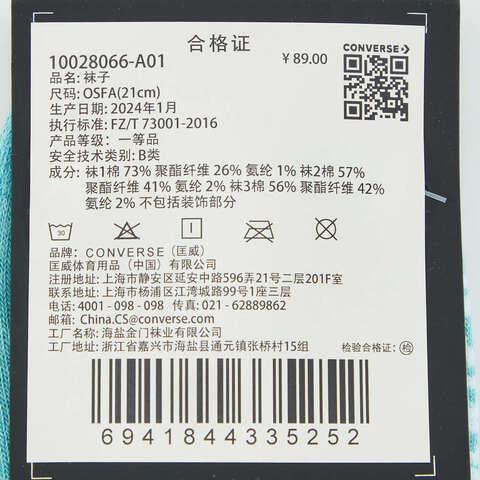 合格证
CONVERSE
10028066-A01
¥89.00
品名: 袜子
尺码: OSFA(21cm)
生产日期: 2024年1月
执行标准: FZ/T 73001-2016
产品等级: 一等品
安全技术类别: B类
成分: 袜1棉 73% 聚酯纤维 26% 氨纶 1% 袜2棉 57%
聚酯纤维 41% 氨纶 2% 袜3棉 56% 聚酯纤维 42%
氨纶 2% 不包括装饰部分
30
品牌: CONVERSE (匡威)
匡威体育用品（中国）有限公司
注册地址: 上海市静安区延安中路596弄21号二层201F室
联系地址: 上海市杨浦区江湾城路99号1座三层
电话: 4001-098-098 传真: 021-62889862
邮箱: China.CS@converse.com
工厂名称: 海盐金门袜业有限公司
工厂地址: 浙江省嘉兴市海盐县通元镇张桥村15组
检验合格证: 检
6941844335252